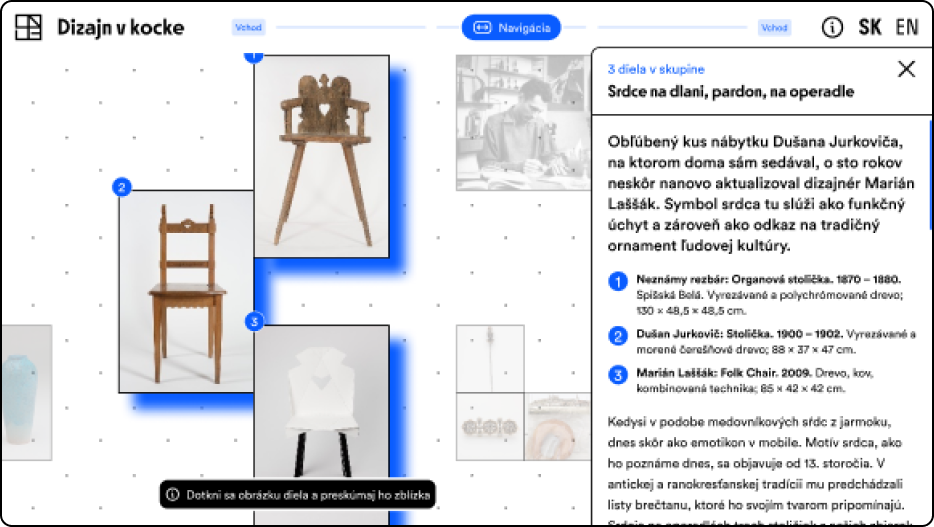 Dizajn v kocke
Vchod
Navigácia
Vchod
SK EN
1
2
3
Dotkni sa obrázku diela a preskúmaj ho zblízka
3 diela v skupine
Srdce na dlani, pardon, na operadle
Obľúbený kus nábytku Dušana Jurkoviča,
na ktorom doma sám sedával, o sto rokov
neskôr nanovo aktualizoval dizajnér Marián
Laššák. Symbol srdca tu slúži ako funkčný
úchyt a zároveň ako odkaz na tradičný
ornament ľudovej kultúry.
1 Neznámy rezbár: Organová stolička. 1870 – 1880.
Spišská Belá. Vyrezávané a polychrómované drevo;
130 × 48,5 × 48,5 cm.
2 Dušan Jurkovič: Stolička. 1900 – 1902. Vyrezávané a
morené čerešňové drevo; 88 × 37 × 47 cm.
3 Marián Laššák: Folk Chair. 2009. Drevo, kov,
kombinovaná technika; 85 × 42 × 42 cm.
Kedysi v podobe medovníkových sŕdc z jarmoku,
dnes skôr ako emotikon v mobile. Motív srdca, ako
ho poznáme dnes, sa objavuje od 13. storočia. V
antickej a ranokresťanskej tradícii mu predchádzali
listy brečtanu, ktoré ho svojím tvarom pripomínajú.